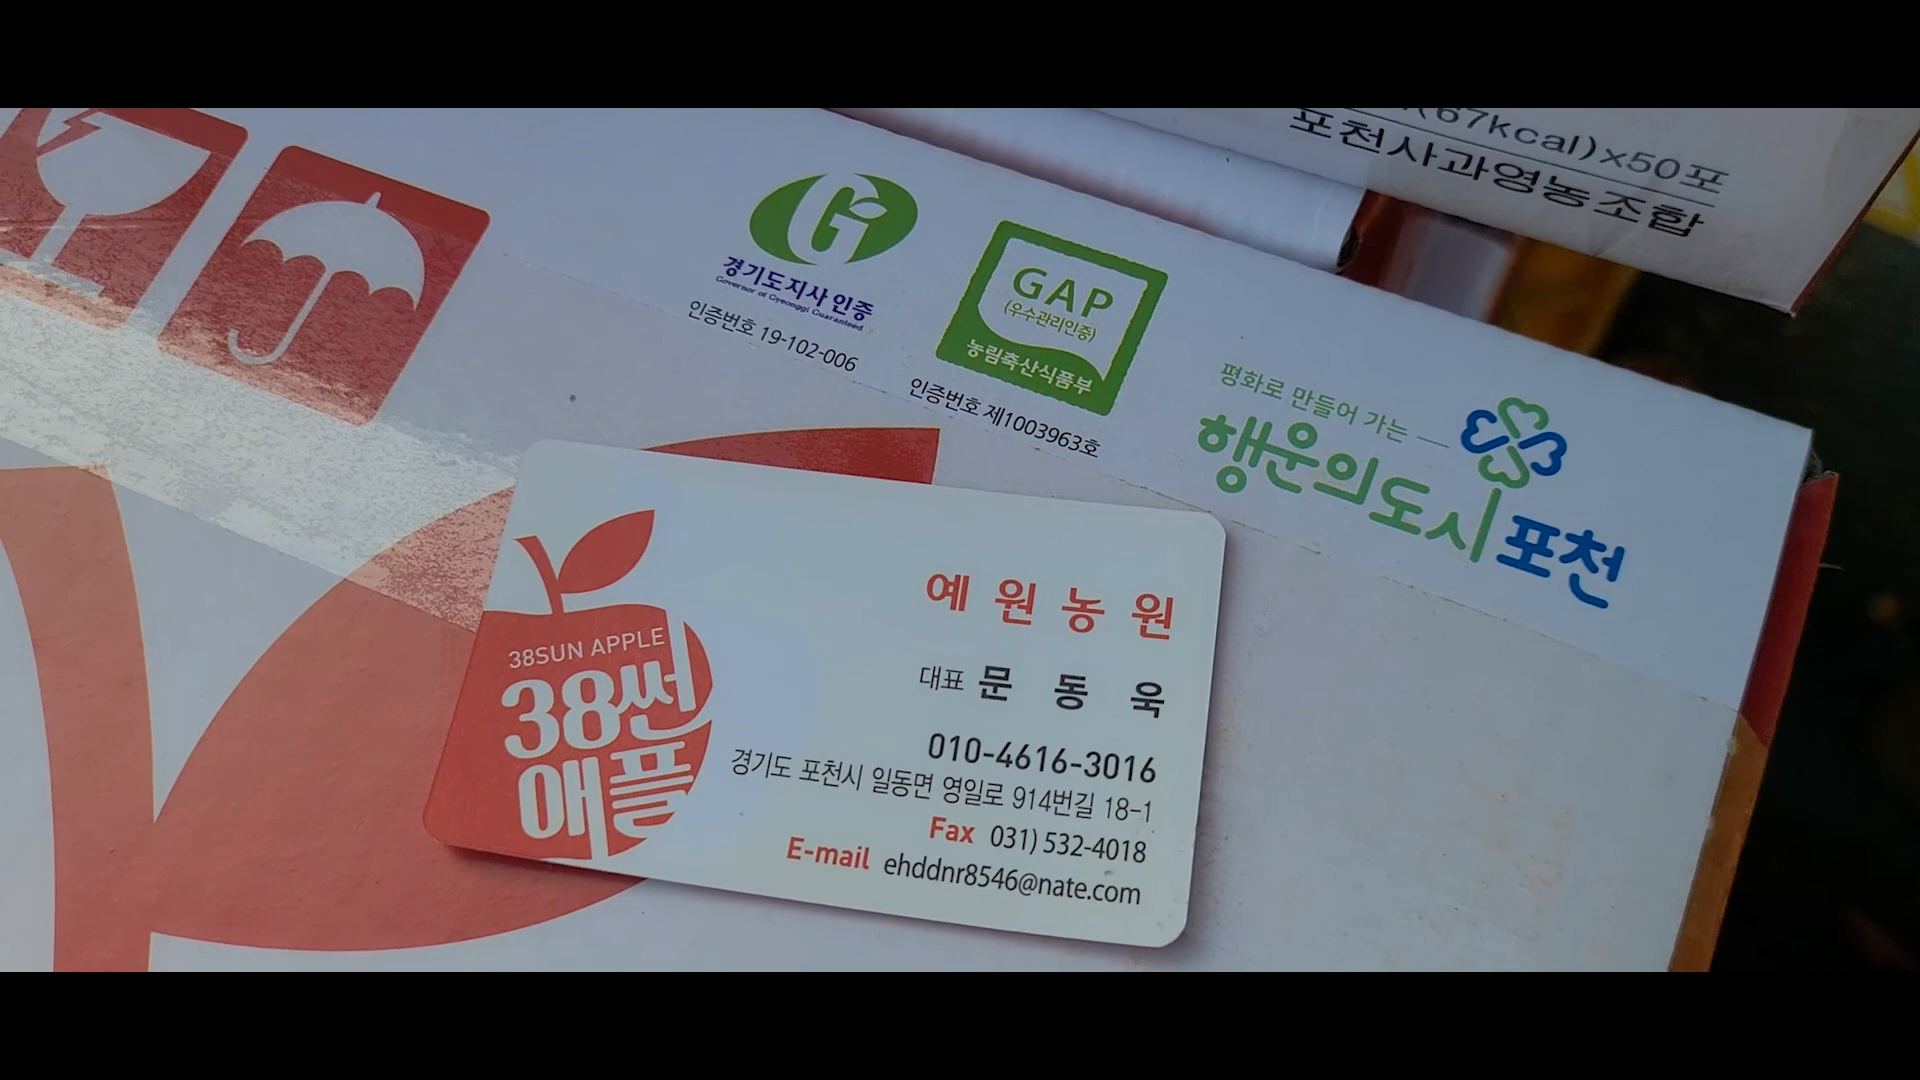 (67kcal)x50포
포천사과영농조합
경기도지사 인증
Governor of Gyeonggi Guaranteed
인증번호 19-102-006
GAP
(우수관리인증)
농림축산식품부
인증번호 제1003963호
평화로 만들어 가는
행운의도시 포천
38SUN APPLE
38썬
애플
예원농원
대표 문동욱
010-4616-3016
경기도 포천시 일동면 영일로 914번길 18-1
Fax 031) 532-4018
E-mail ehddnr8546@nate.com